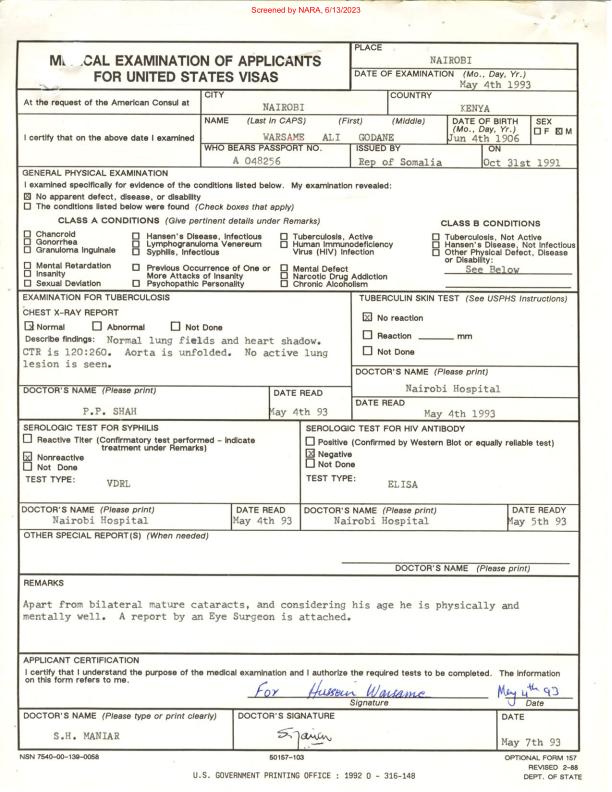 Screened by NARA, 6/13/2023
CAL EXAMINATION OF APPLICANTS
FOR UNITED STATES VISAS
PLACE
NAIROBI
DATE OF EXAMINATION (Mo., Day, Yr.)
May 4th 1993
At the request of the American Consul at
CITY
NAIROBI
COUNTRY
KENYA
I certify that on the above date I examined
NAME (Last in CAPS) (First) (Middle)
WARSAME ALI GODANE
DATE OF BIRTH
(Mo., Day, Yr.)
Jun 4th 1906
SEX
☐ F ☒ M
WHO BEARS PASSPORT NO.
A 048256
ISSUED BY
Rep of Somalia
ON
Oct 31st 1991
GENERAL PHYSICAL EXAMINATION
I examined specifically for evidence of the conditions listed below. My examination revealed:
☒ No apparent defect, disease, or disability
☐ The conditions listed below were found (Check boxes that apply)
CLASS A CONDITIONS (Give pertinent details under Remarks)
☐ Chancroid
☐ Gonorrhea
☐ Granuloma Inguinale
☐ Hansen's Disease, Infectious
☐ Lymphogranuloma Venereum
☐ Syphilis, Infectious
☐ Tuberculosis, Active
☐ Human Immunodeficiency
Virus (HIV) Infection
☐ Mental Retardation
☐ Insanity
☐ Sexual Deviation
☐ Previous Occurrence of One or
More Attacks of Insanity
☐ Psychopathic Personality
☐ Mental Defect
☐ Narcotic Drug Addiction
☐ Chronic Alcoholism
CLASS B CONDITIONS
☐ Tuberculosis, Not Active
☐ Hansen's Disease, Not Infectious
☐ Other Physical Defect, Disease
or Disability:
See Below
EXAMINATION FOR TUBERCULOSIS
CHEST X-RAY REPORT
☒ Normal ☐ Abnormal ☐ Not Done
Describe findings: Normal lung fields and heart shadow.
CTR is 120:260. Aorta is unfolded. No active lung
lesion is seen.
DOCTOR'S NAME (Please print)
P.P. SHAH
DATE READ
May 4th 93
TUBERCULIN SKIN TEST (See USPHS Instructions)
☒ No reaction
☐ Reaction ______ mm
☐ Not Done
DOCTOR'S NAME (Please print)
Nairobi Hospital
DATE READ
May 4th 1993
SEROLOGIC TEST FOR SYPHILIS
☐ Reactive Titer (Confirmatory test performed – indicate
treatment under Remarks)
☒ Nonreactive
☐ Not Done
TEST TYPE:
VDRL
DOCTOR'S NAME (Please print)
Nairobi Hospital
DATE READ
May 4th 93
SEROLOGIC TEST FOR HIV ANTIBODY
☐ Positive (Confirmed by Western Blot or equally reliable test)
☒ Negative
☐ Not Done
TEST TYPE:
ELISA
DOCTOR'S NAME (Please print)
Nairobi Hospital
DATE READY
May 5th 93
OTHER SPECIAL REPORT(S) (When needed)
DOCTOR'S NAME (Please print)
REMARKS
Apart from bilateral mature cataracts, and considering his age he is physically and
mentally well. A report by an Eye Surgeon is attached.
APPLICANT CERTIFICATION
I certify that I understand the purpose of the medical examination and I authorize the required tests to be completed. The information
on this form refers to me.
For Hussein Warsame
Signature
May 4th 93
Date
DOCTOR'S NAME (Please type or print clearly)
S.H. MANIAR
DOCTOR'S SIGNATURE
DATE
May 7th 93
NSN 7540-00-139-0058
50157-103
OPTIONAL FORM 157
REVISED 2-88
DEPT. OF STATE
U.S. GOVERNMENT PRINTING OFFICE : 1992 O - 316-148